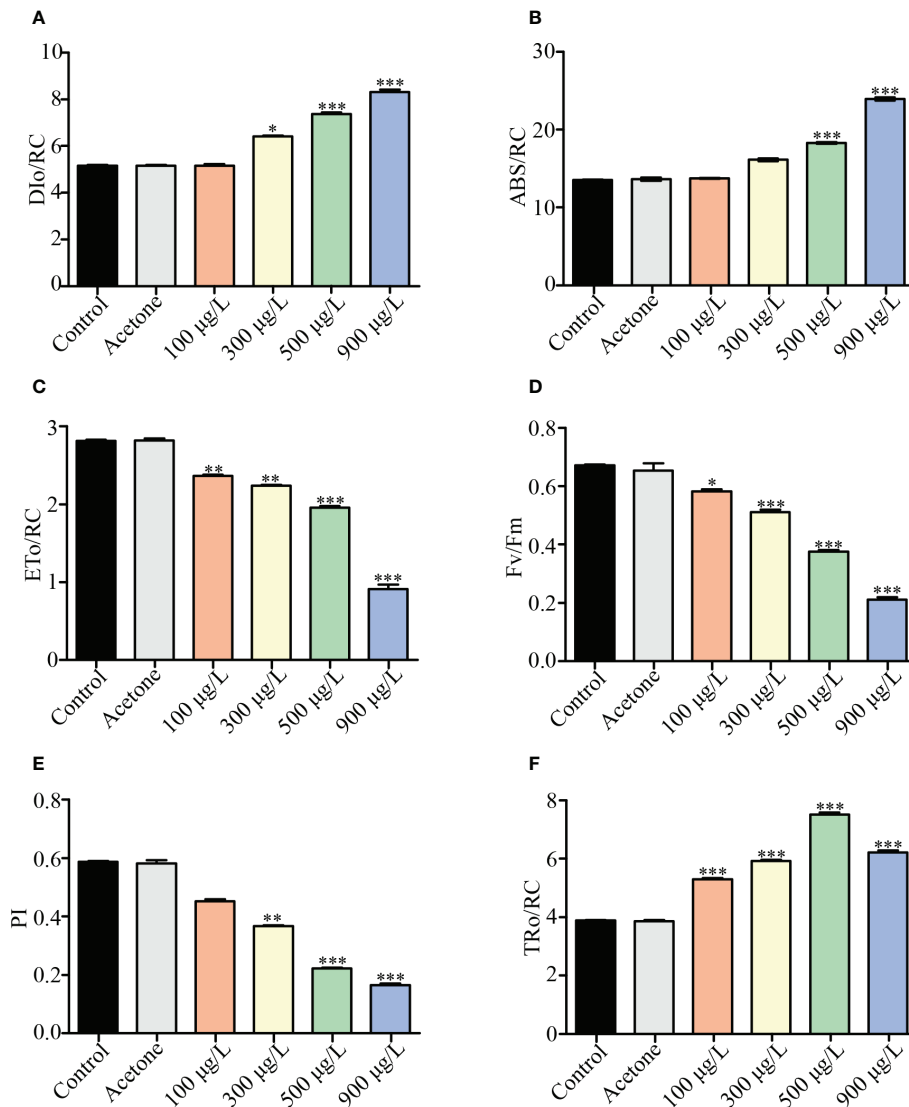 A
DIo/RC
10
8
6
4
2
0
*
***
***
Control
Acetone
100 µg/L
300 µg/L
500 µg/L
900 µg/L
B
ABS/RC
30
20
10
0
***
***
Control
Acetone
100 µg/L
300 µg/L
500 µg/L
900 µg/L
C
ETo/RC
3
2
1
0
**
**
***
***
Control
Acetone
100 µg/L
300 µg/L
500 µg/L
900 µg/L
D
Fv/Fm
0.8
0.6
0.4
0.2
0.0
*
***
***
***
Control
Acetone
100 µg/L
300 µg/L
500 µg/L
900 µg/L
E
PI
0.8
0.6
0.4
0.2
0.0
**
***
***
Control
Acetone
100 µg/L
300 µg/L
500 µg/L
900 µg/L
F
TRo/RC
8
6
4
2
0
***
***
***
***
Control
Acetone
100 µg/L
300 µg/L
500 µg/L
900 µg/L